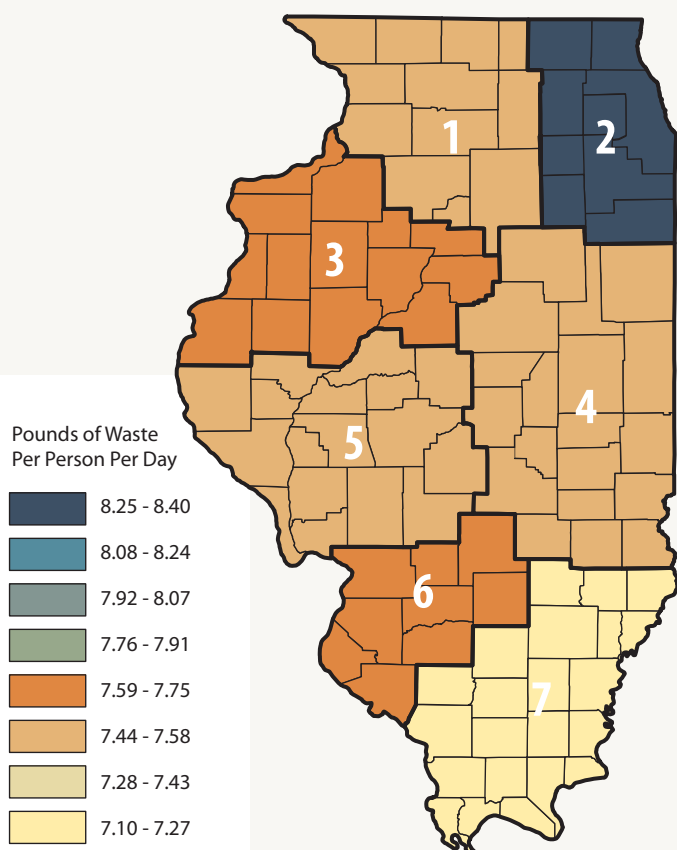 1
2
3
4
5
6
7
Pounds of Waste
Per Person Per Day
8.25 - 8.40
8.08 - 8.24
7.92 - 8.07
7.76 - 7.91
7.59 - 7.75
7.44 - 7.58
7.28 - 7.43
7.10 - 7.27